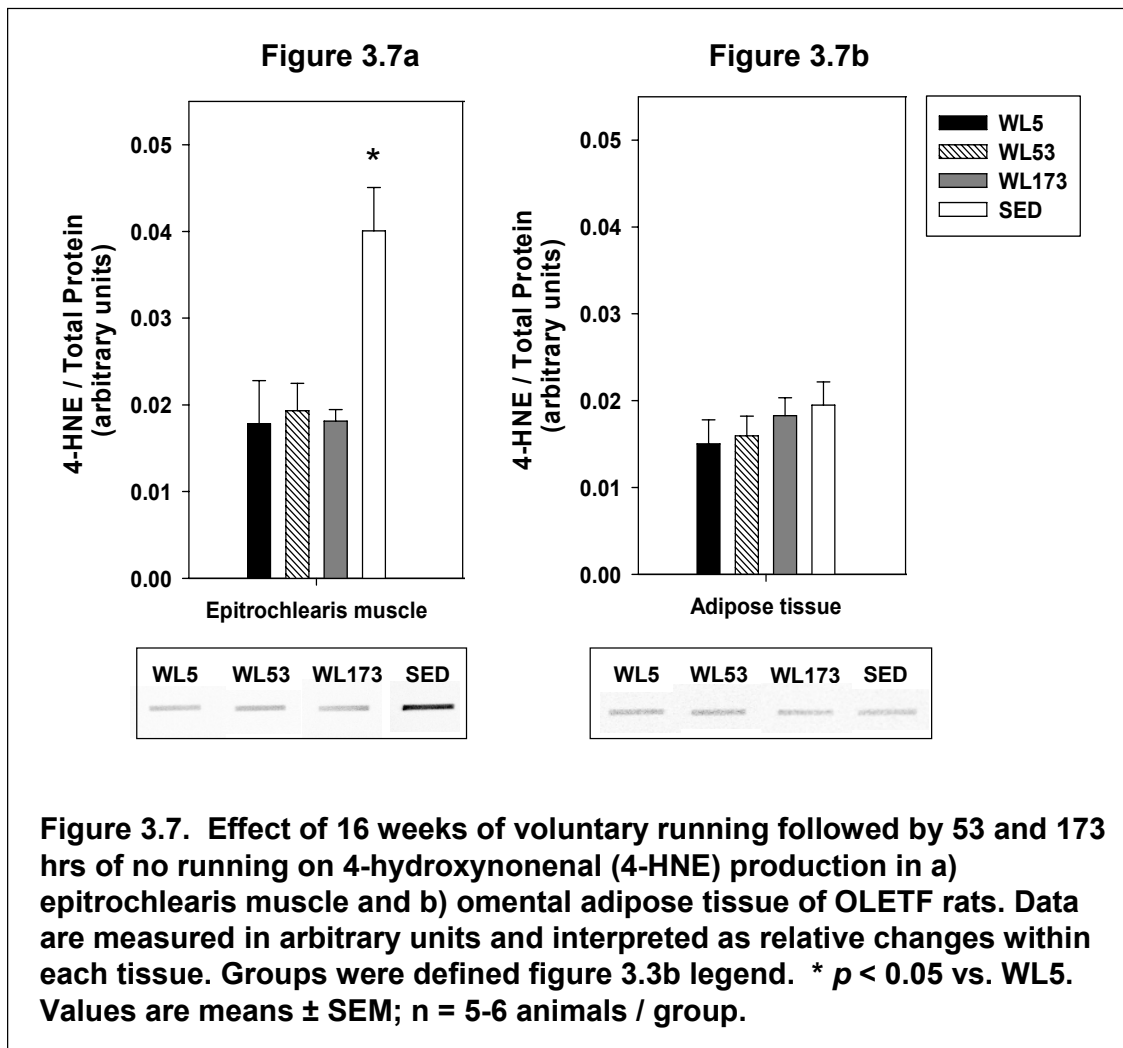 Figure 3.7a
Figure 3.7b
4-HNE / Total Protein
(arbitrary units)
0.05
0.04
0.03
0.02
0.01
0.00
*
Epitrochlearis muscle
4-HNE / Total Protein
(arbitrary units)
0.05
0.04
0.03
0.02
0.01
0.00
Adipose tissue
WL5
WL53
WL173
SED
WL5 WL53 WL173 SED
WL5 WL53 WL173 SED
Figure 3.7. Effect of 16 weeks of voluntary running followed by 53 and 173
hrs of no running on 4-hydroxynonenal (4-HNE) production in a)
epitrochlearis muscle and b) omental adipose tissue of OLETF rats. Data
are measured in arbitrary units and interpreted as relative changes within
each tissue. Groups were defined figure 3.3b legend. * p < 0.05 vs. WL5.
Values are means ± SEM; n = 5-6 animals / group.